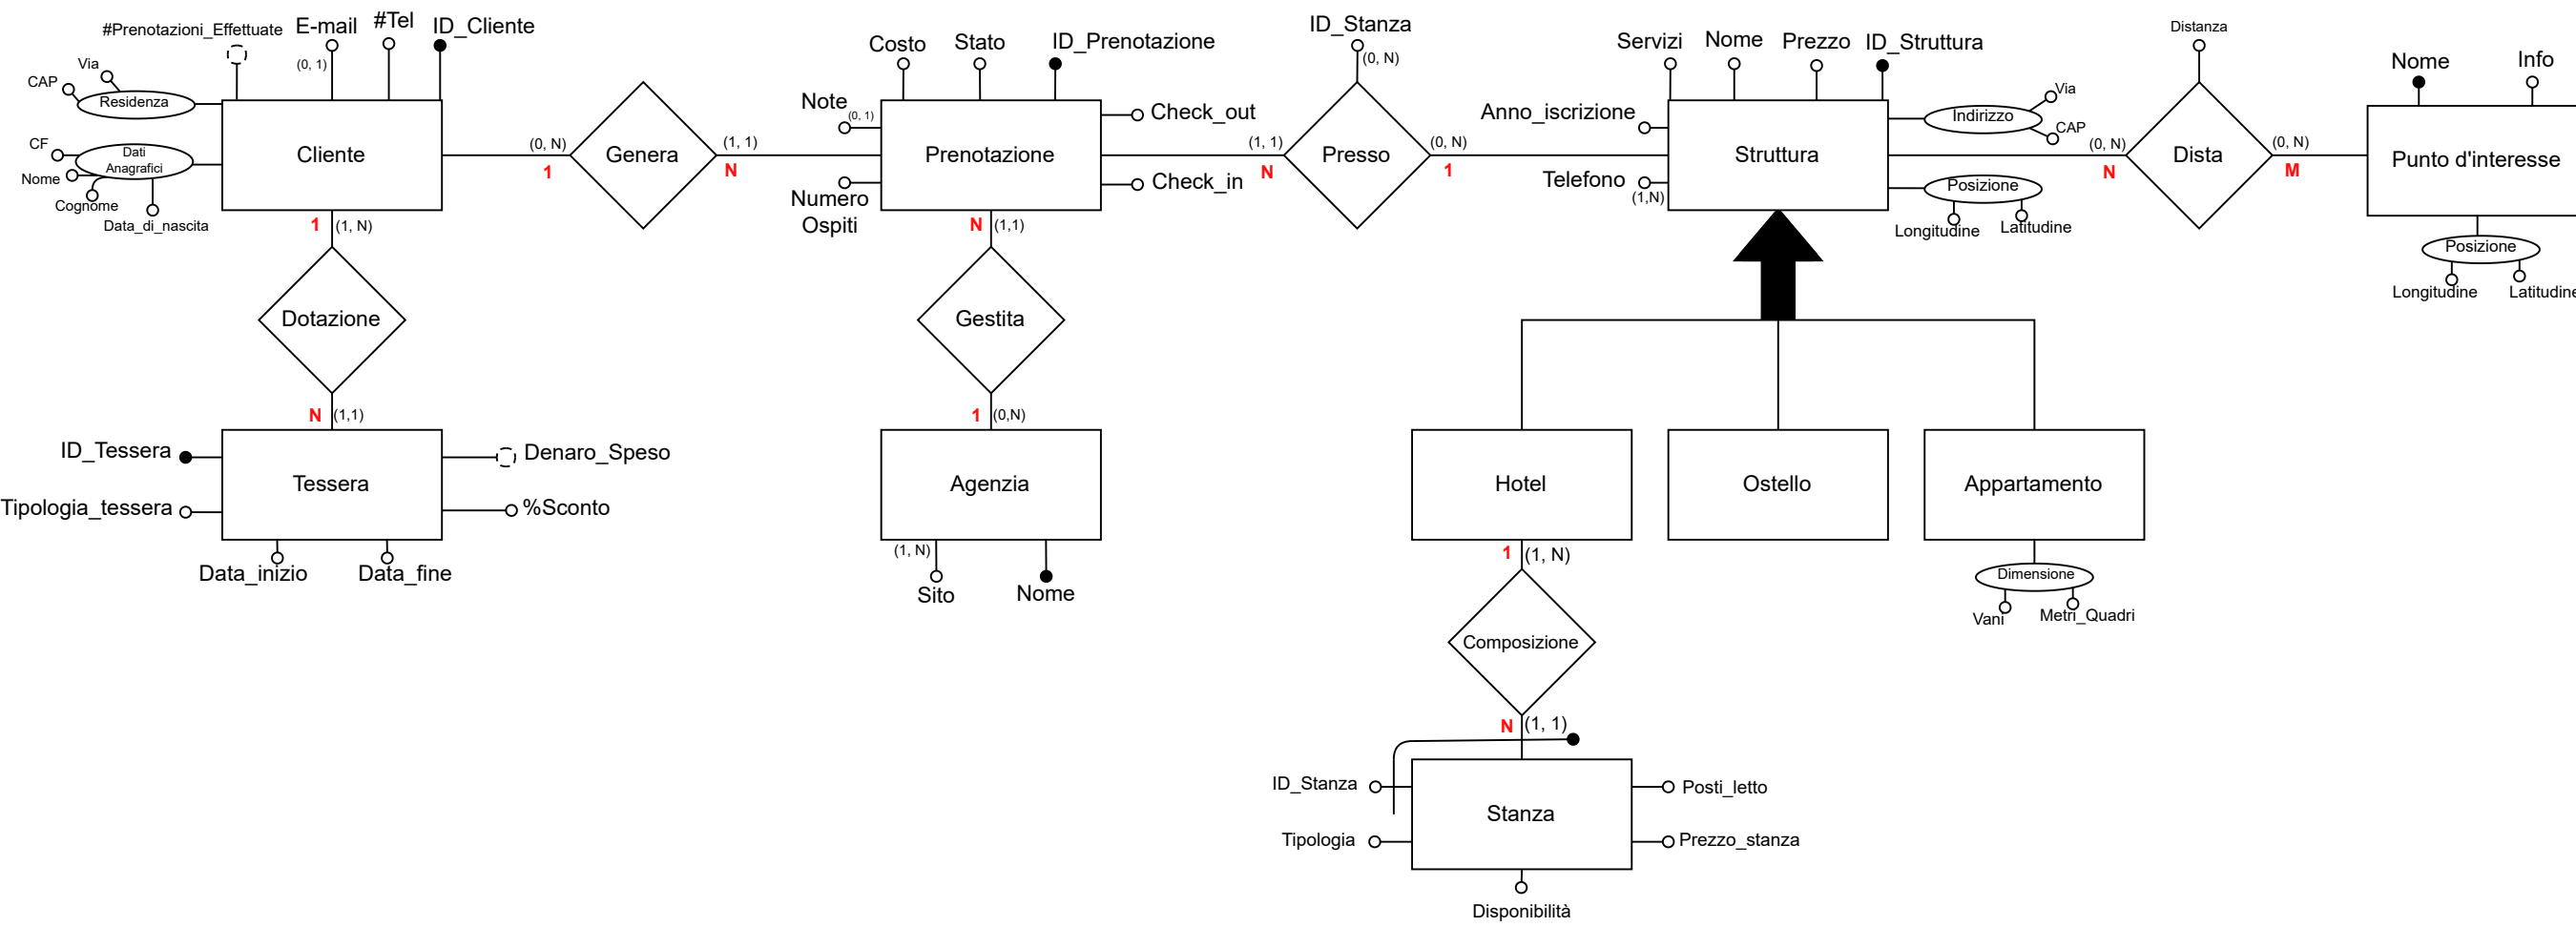 #Prenotazioni_Effettuate
E-mail
(0, 1)
#Tel
ID_Cliente
Via
CAP
Residenza
CF
Dati
Anagrafici
Nome
Cognome
Data_di_nascita
Cliente
(0, N)
1
Genera
(1, 1)
N
Costo
Stato
ID_Prenotazione
Note
(0, 1)
Numero
Ospiti
Prenotazione
Check_out
Check_in
(1, 1)
N
ID_Stanza
(0, N)
Presso
(0, N)
1
Servizi
Nome
Prezzo
ID_Struttura
Anno_iscrizione
Telefono
(1,N)
Struttura
Indirizzo
Via
CAP
Posizione
Longitudine
Latitudine
(0, N)
N
Distanza
Dista
(0, N)
M
Nome
Info
Punto d'interesse
Posizione
Longitudine
Latitudine
1
(1, N)
Dotazione
N
(1,1)
ID_Tessera
Tipologia_tessera
Tessera
Denaro_Speso
%Sconto
Data_inizio
Data_fine
N
(1,1)
Gestita
1
(0,N)
Agenzia
(1, N)
Sito
Nome
Hotel
Ostello
Appartamento
Dimensione
Vani
Metri_Quadri
1
(1, N)
Composizione
N
(1, 1)
ID_Stanza
Tipologia
Stanza
Posti_letto
Prezzo_stanza
Disponibilità